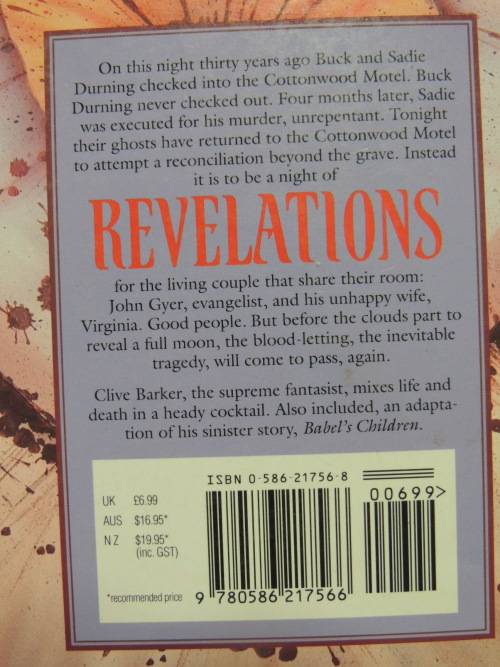 On this night thirty years ago Buck and Sadie
Durning checked into the Cottonwood Motel. Buck
Durning never checked out. Four months later, Sadie
was executed for his murder, unrepentant. Tonight
their ghosts have returned to the Cottonwood Motel
to attempt a reconciliation beyond the grave. Instead
it is to be a night of
REVELATIONS
for the living couple that share their room:
John Gyer, evangelist, and his unhappy wife,
Virginia. Good people. But before the clouds part to
reveal a full moon, the blood-letting, the inevitable
tragedy, will come to pass, again.
Clive Barker, the supreme fantasist, mixes life and
death in a heady cocktail. Also included, an adapta-
tion of his sinister story, Babel's Children.
ISBN 0-586-21756-8
00699>
UK £6.99
AUS $16.95*
NZ $19.95*
(inc. GST)
*recommended price
9 780586 217566